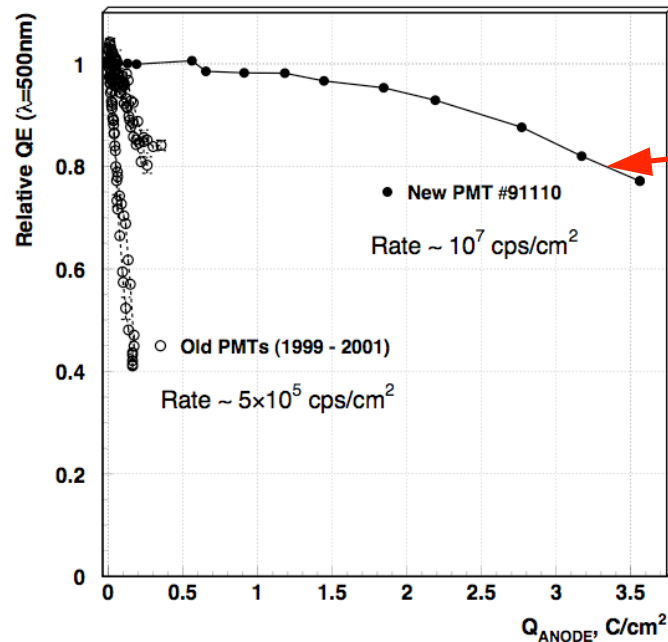 Relative QE (λ=500nm)
1
0.8
0.6
0.4
0.2
0
New PMT #91110
Rate ~ 10⁷ cps/cm²
Old PMTs (1999 - 2001)
Rate ~ 5×10⁵ cps/cm²
0 0.5 1 1.5 2 2.5 3 3.5
Q_ANODE, C/cm²